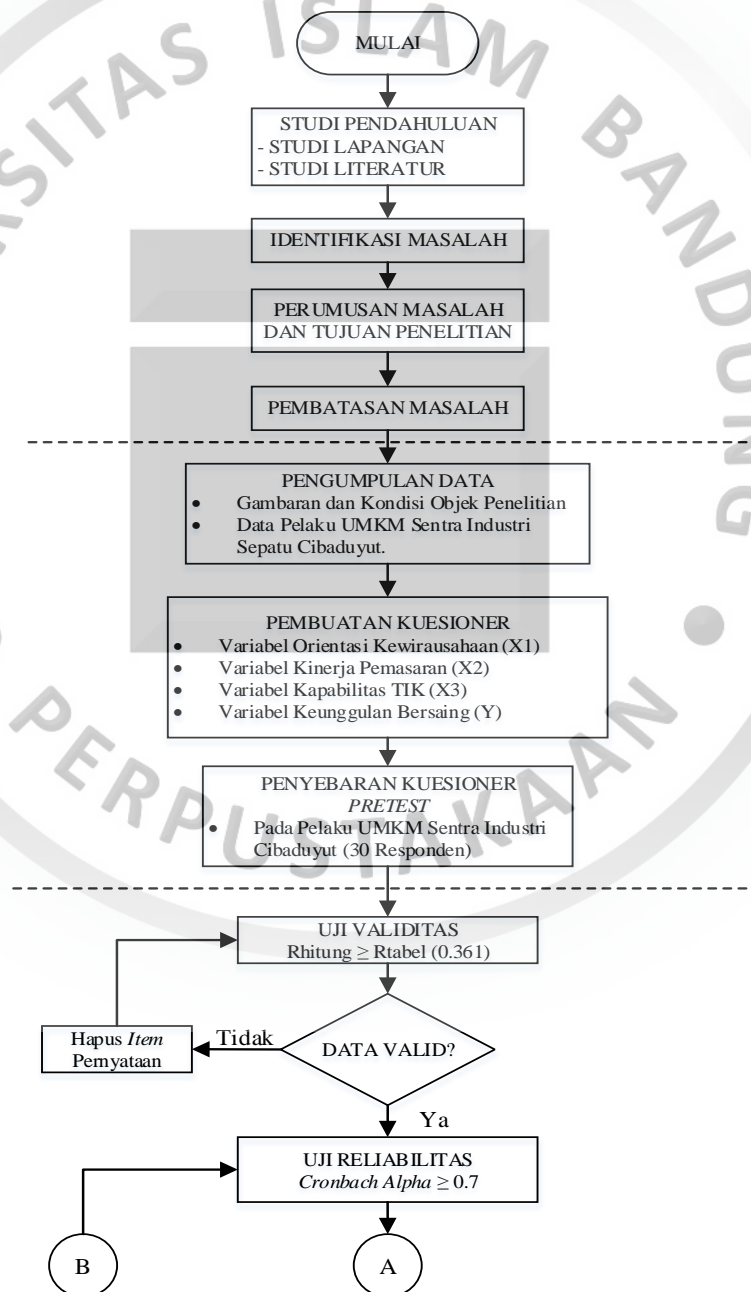 UNIVERSITAS ISLAM BANDUNG
PERPUSTAKAAN
MULAI
STUDI PENDAHULUAN
- STUDI LAPANGAN
- STUDI LITERATUR
IDENTIFIKASI MASALAH
PERUMUSAN MASALAH
DAN TUJUAN PENELITIAN
PEMBATASAN MASALAH
PENGUMPULAN DATA
• Gambaran dan Kondisi Objek Penelitian
• Data Pelaku UMKM Sentra Industri
Sepatu Cibaduyut.
PEMBUATAN KUESIONER
• Variabel Orientasi Kewirausahaan (X1)
• Variabel Kinerja Pemasaran (X2)
• Variabel Kapabilitas TIK (X3)
• Variabel Keunggulan Bersaing (Y)
PENYEBARAN KUESIONER
PRETEST
• Pada Pelaku UMKM Sentra Industri
Cibaduyut (30 Responden)
UJI VALIDITAS
Rhitung ≥ Rtabel (0.361)
Hapus Item
Pernyataan
Tidak
DATA VALID?
Ya
UJI RELIABILITAS
Cronbach Alpha ≥ 0.7
B
A